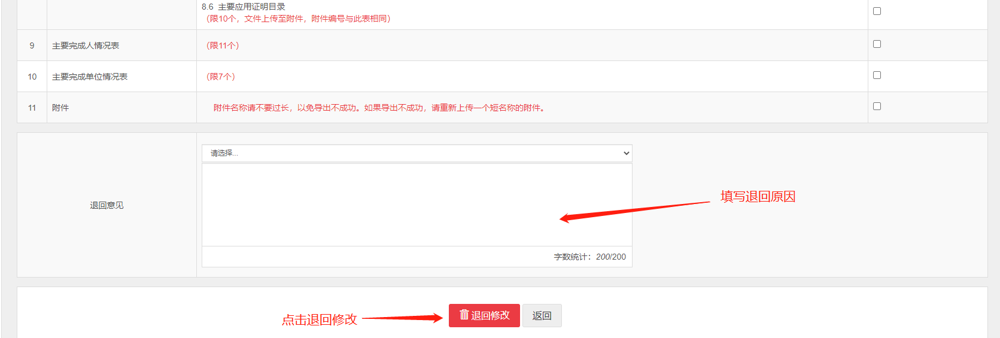 8.6 主要应用证明目录
（限10个，文件上传至附件，附件编号与此表相同）
9 主要完成人情况表 （限11个）
10 主要完成单位情况表 （限7个）
11 附件 附件名称请不要过长，以免导出不成功。如果导出不成功，请重新上传一个短名称的附件。
请选择...
填写退回原因
退回意见
字数统计：200/200
点击退回修改 退回修改 返回